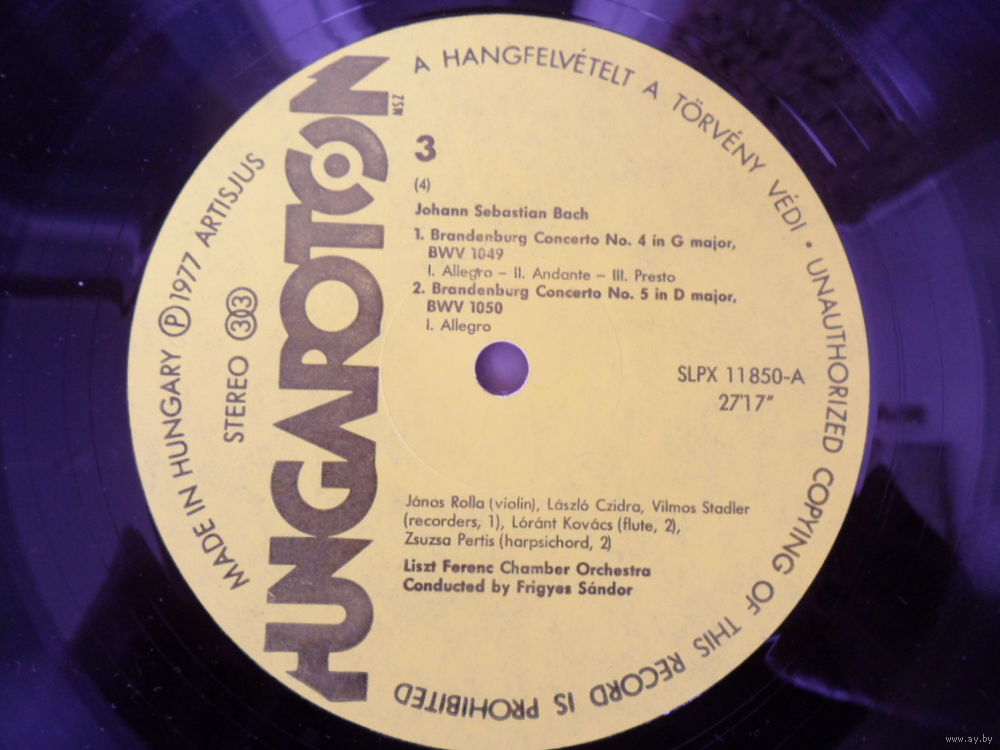 A HANGFELVÉTELT A TÖRVÉNY VÉDI • UNAUTHORIZED COPYING OF THIS RECORD IS PROHIBITED
MADE IN HUNGARY Ⓟ 1977 ARTISJUS
STEREO 33
HUNGAROTON
MSZ
3
(4)
Johann Sebastian Bach
1. Brandenburg Concerto No. 4 in G major,
BWV 1049
I. Allegro – II. Andante – III. Presto
2. Brandenburg Concerto No. 5 in D major,
BWV 1050
I. Allegro
SLPX 11850-A
27'17"
János Rolla (violin), László Czidra, Vilmos Stadler
(recorders, 1), Lóránt Kovács (flute, 2),
Zsuzsa Pertis (harpsichord, 2)
Liszt Ferenc Chamber Orchestra
Conducted by Frigyes Sándor
www.ay.by